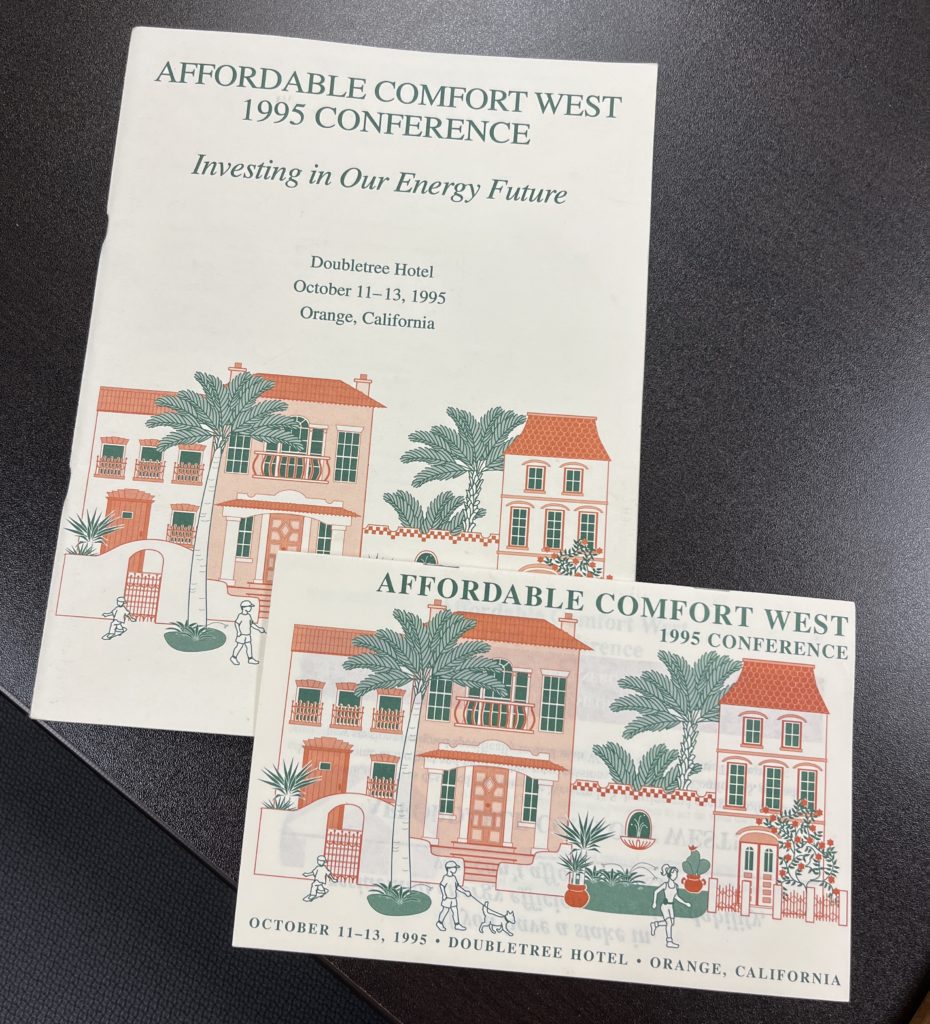 AFFORDABLE COMFORT WEST
1995 CONFERENCE
Investing in Our Energy Future
Doubletree Hotel
October 11–13, 1995
Orange, California
AFFORDABLE COMFORT WEST
1995 CONFERENCE
OCTOBER 11–13, 1995 • DOUBLETREE HOTEL • ORANGE, CALIFORNIA